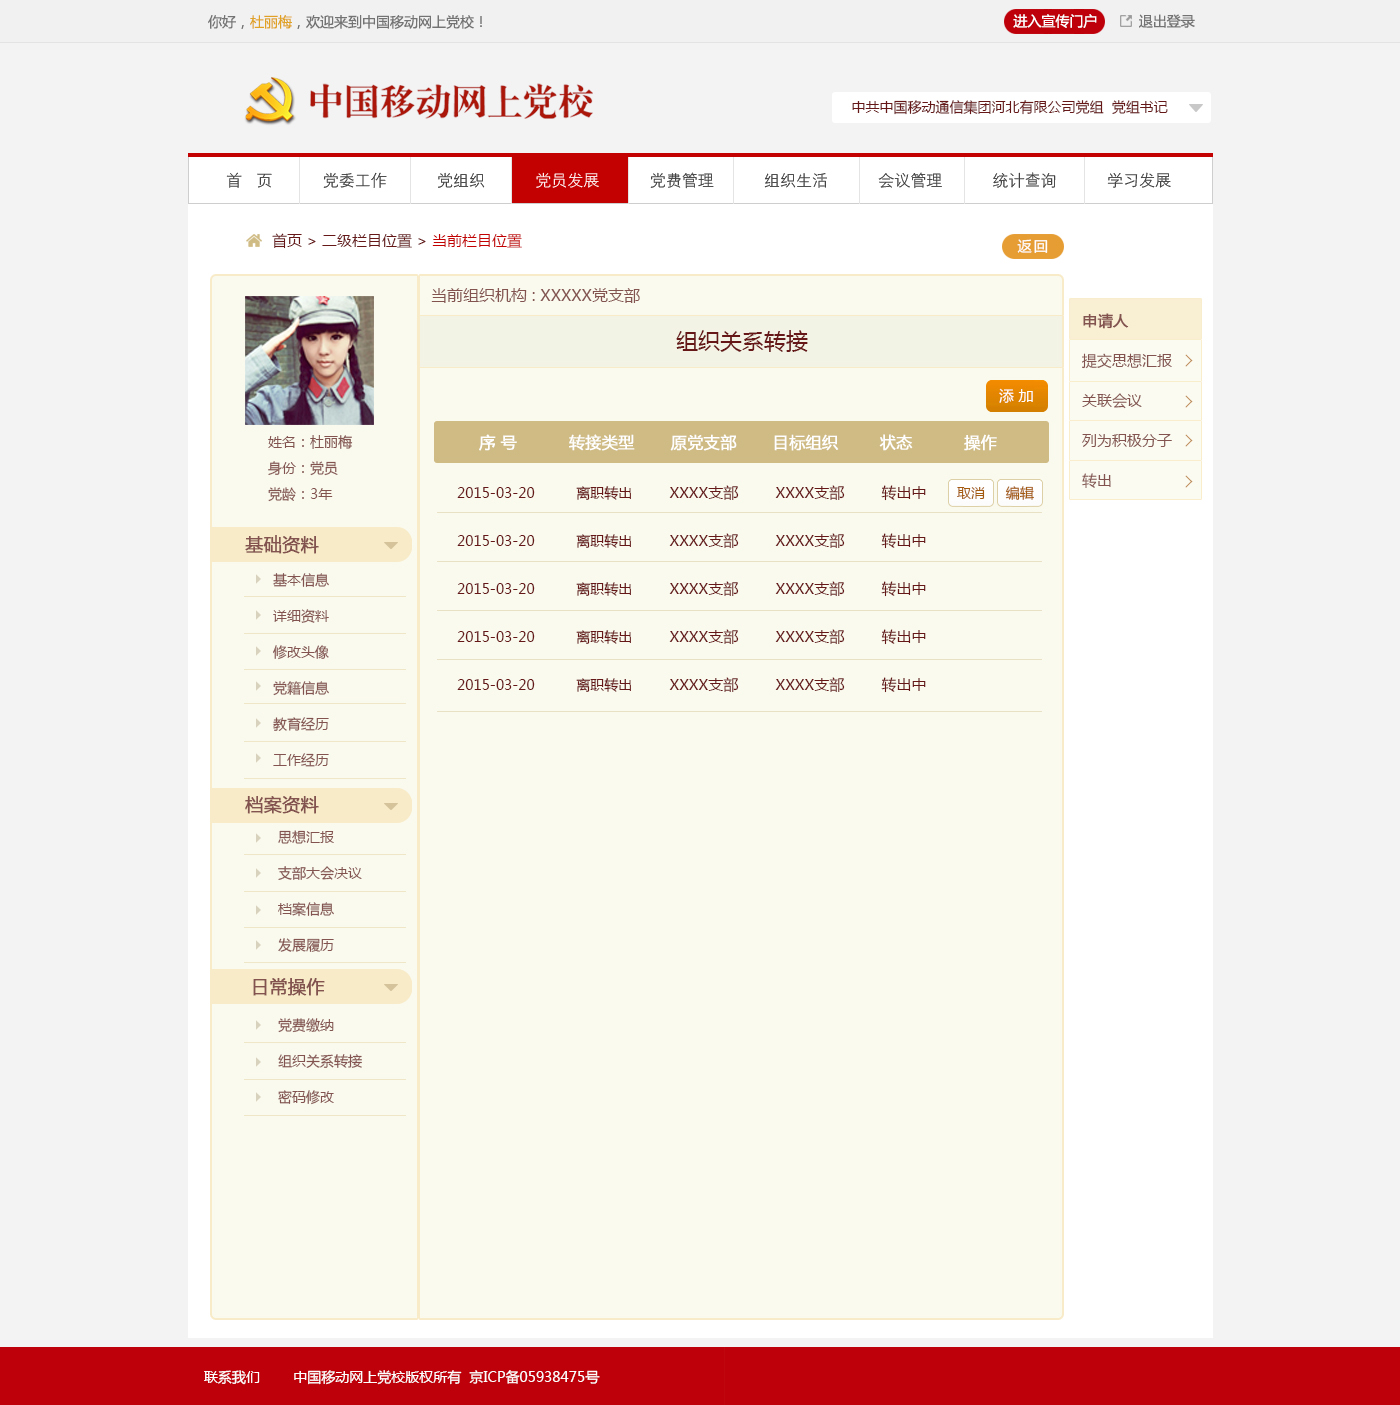 你好，杜丽梅，欢迎来到中国移动网上党校！
进入宣传门户 退出登录
中国移动网上党校
中共中国移动通信集团河北有限公司党组 党组书记
首 页 党委工作 党组织 党员发展 党费管理 组织生活 会议管理 统计查询 学习发展
首页 > 二级栏目位置 > 当前栏目位置
返回
姓名：杜丽梅
身份：党员
党龄：3年
基础资料
基本信息
详细资料
修改头像
党籍信息
教育经历
工作经历
档案资料
思想汇报
支部大会决议
档案信息
发展履历
日常操作
党费缴纳
组织关系转接
密码修改
当前组织机构：XXXXX党支部
组织关系转接
添 加
序 号 转接类型 原党支部 目标组织 状态 操作
2015-03-20 离职转出 XXXX支部 XXXX支部 转出中 取消 编辑
2015-03-20 离职转出 XXXX支部 XXXX支部 转出中
2015-03-20 离职转出 XXXX支部 XXXX支部 转出中
2015-03-20 离职转出 XXXX支部 XXXX支部 转出中
2015-03-20 离职转出 XXXX支部 XXXX支部 转出中
申请人
提交思想汇报
关联会议
列为积极分子
转出
联系我们 中国移动网上党校版权所有 京ICP备05938475号